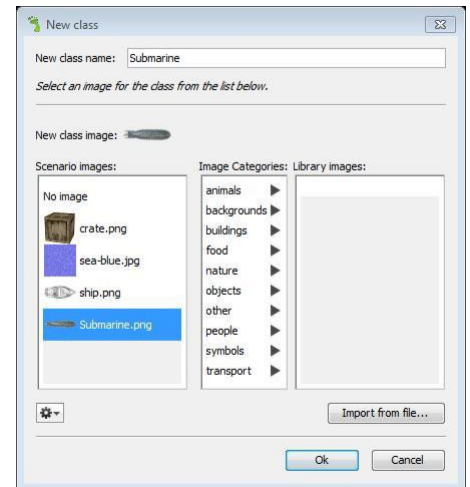 New class
New class name: Submarine
Select an image for the class from the list below.
New class image:
Scenario images:
No image
crate.png
sea-blue.jpg
ship.png
Submarine.png
Image Categories:
animals
backgrounds
buildings
food
nature
objects
other
people
symbols
transport
Library images:
Import from file...
Ok
Cancel